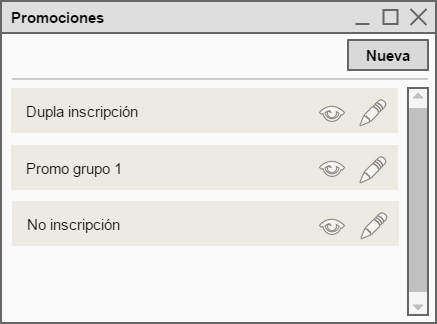 Promociones
Nueva
Dupla inscripción
Promo grupo 1
No inscripción